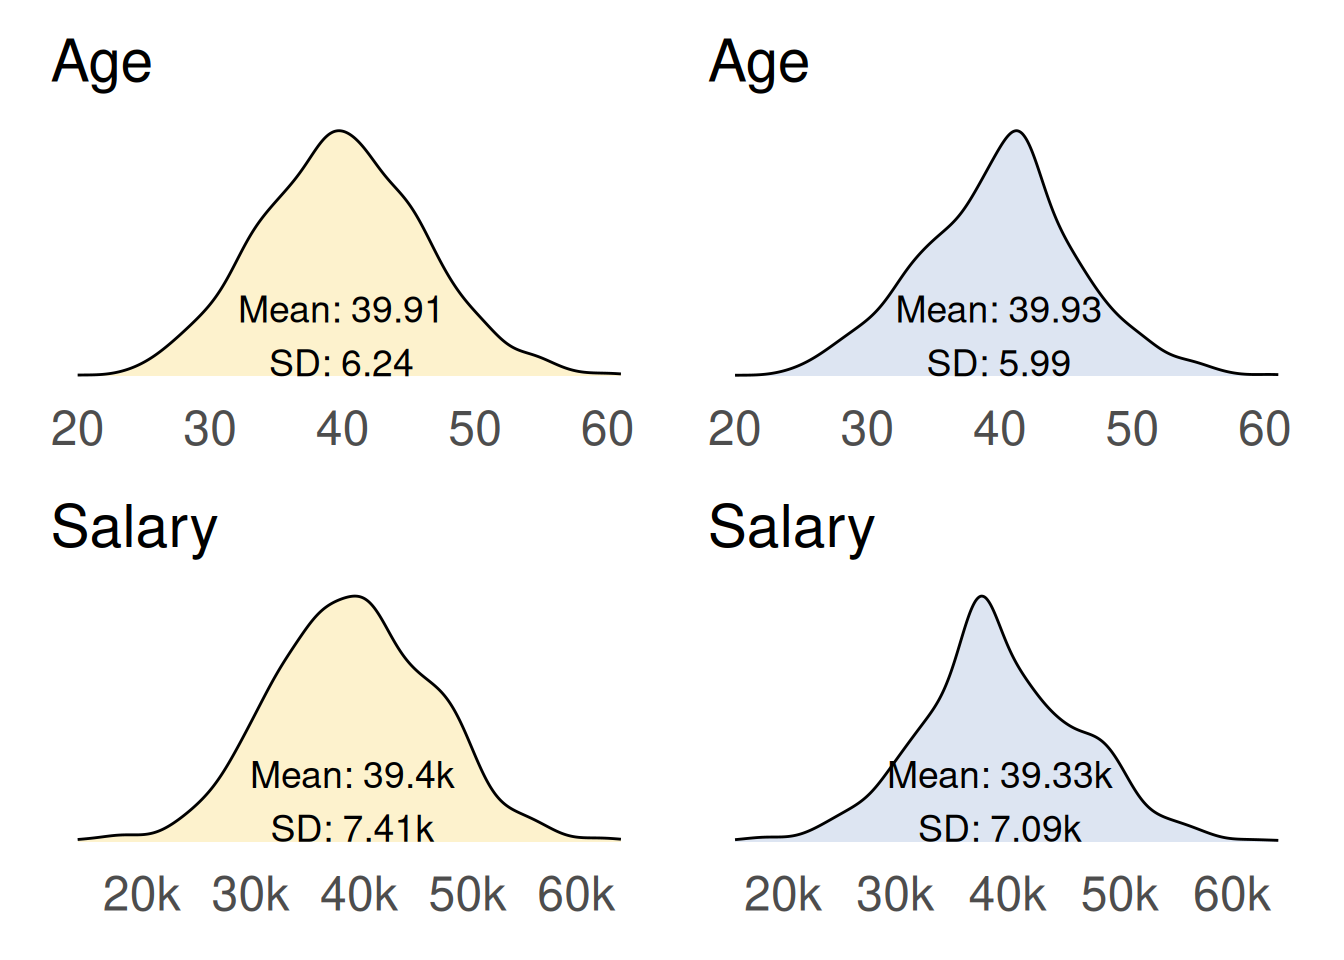 Age
Mean: 39.91
SD: 6.24
20 30 40 50 60
Age
Mean: 39.93
SD: 5.99
20 30 40 50 60
Salary
Mean: 39.4k
SD: 7.41k
20k 30k 40k 50k 60k
Salary
Mean: 39.33k
SD: 7.09k
20k 30k 40k 50k 60k